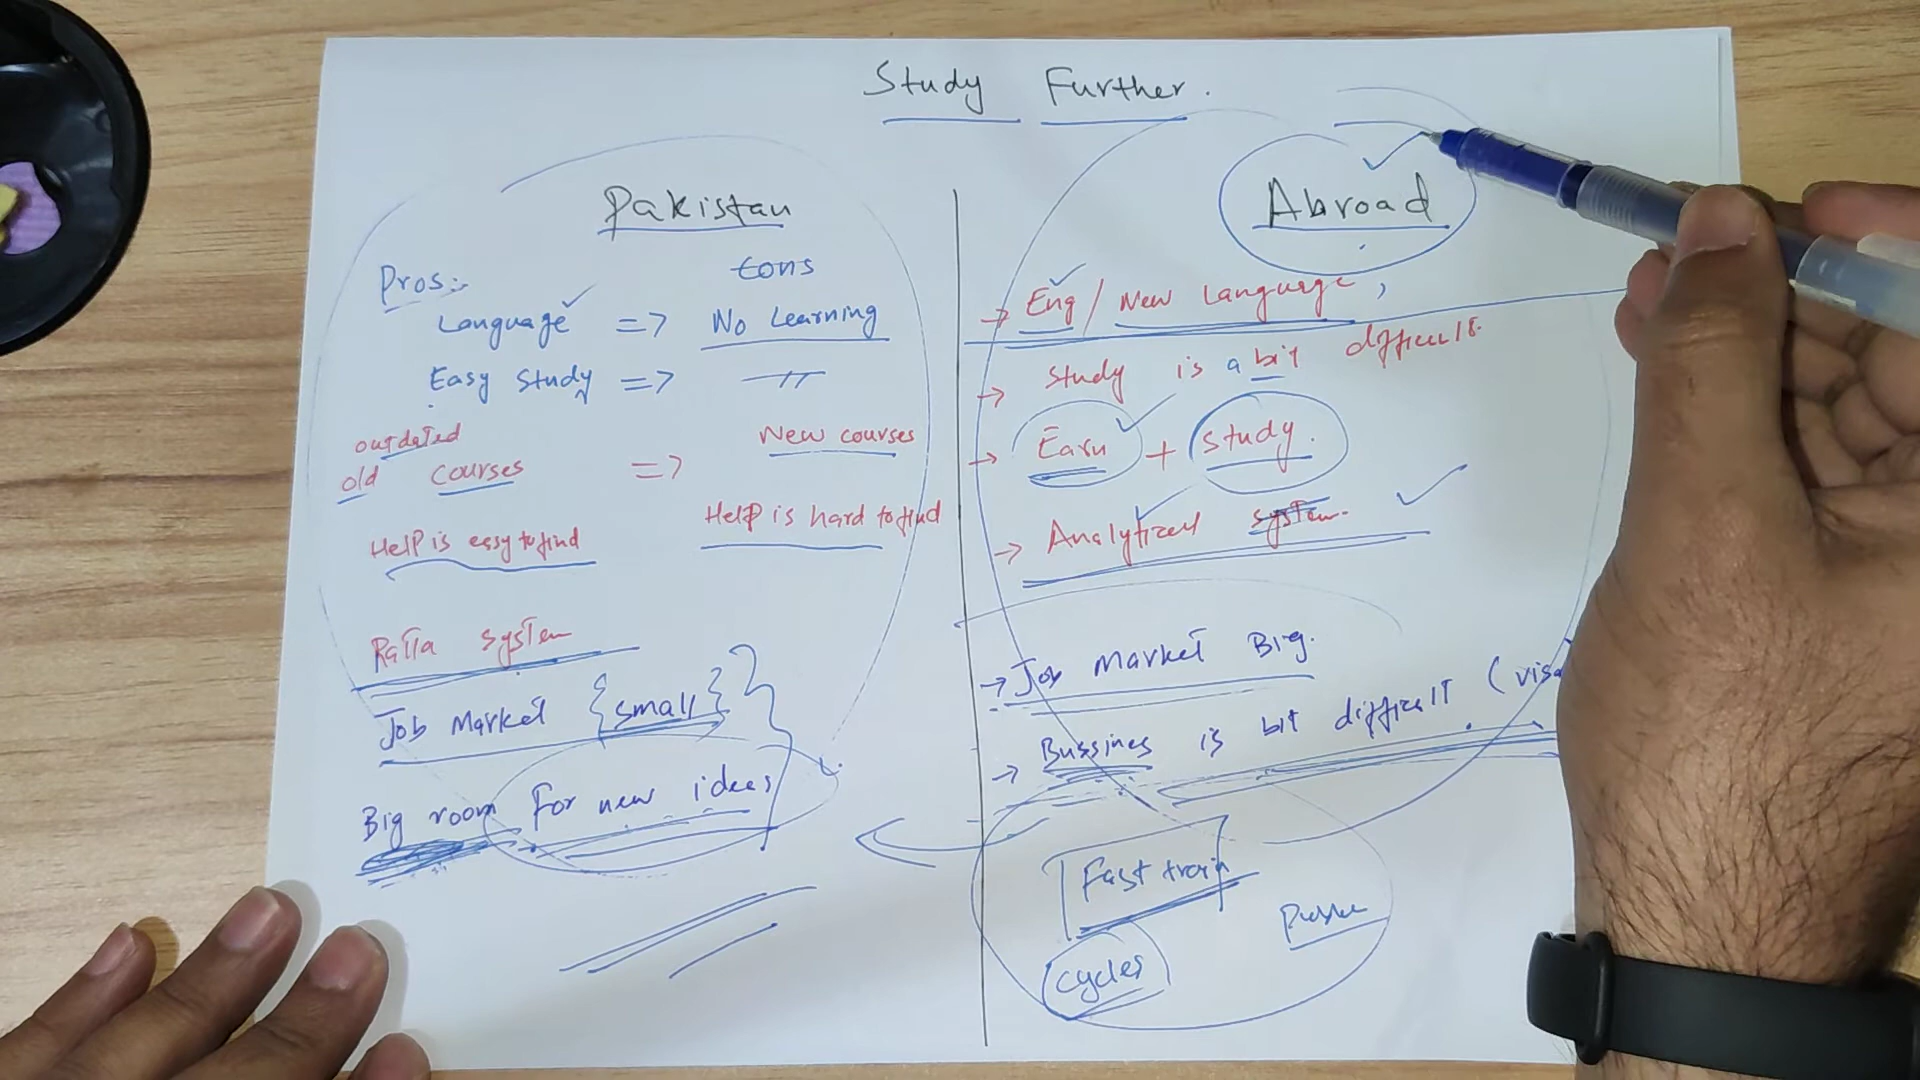 Study Further.
Pakistan
Pros:-
cons
Language => No Learning
Easy Study => —11—
outdated
old courses => New courses
Help is easy to find
Help is hard to find
Ratta system
Job Market {small}
Big room For new ideas
Abroad
→ Eng / New Language,
→ Study is a bit difficult.
→ Earn + Study.
→ Analytical system.
→ Job Market Big.
→ Bussines is bit difficult (visa
Fast train
cycles